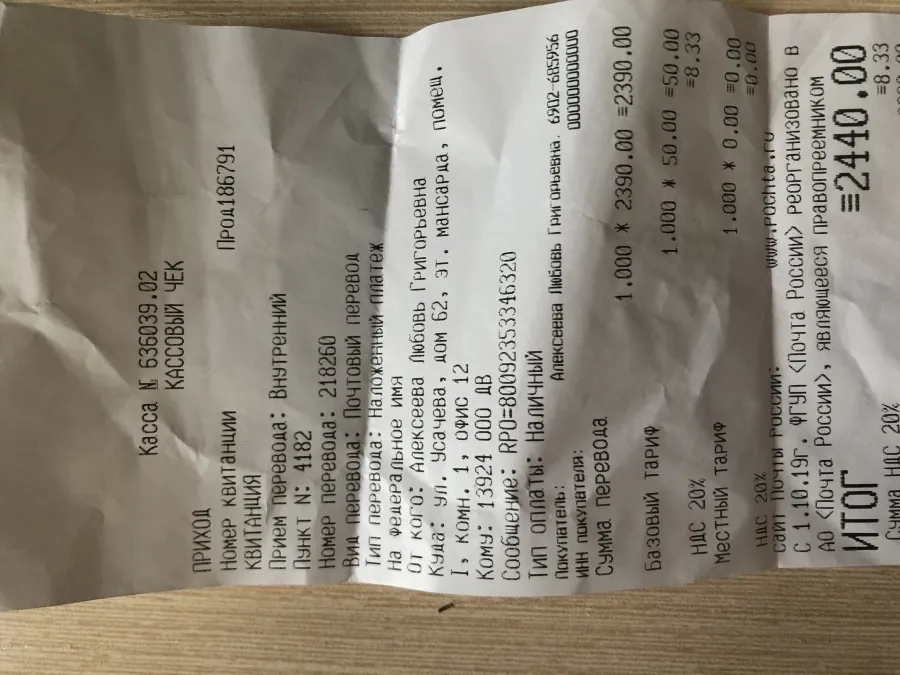 Касса № 636039.02
КАССОВЫЙ ЧЕК
ПРИХОД
Номер квитанции Прод186791
КВИТАНЦИЯ
Прием перевода: Внутренний
Пункт N: 4182
Номер перевода: 218260
Вид перевода: Почтовый перевод
Тип перевода: Наложенный платеж
На федеральное имя
От кого: Алексеева Любовь Григорьевна
Куда: ул. Усачева, дом 62, эт. мансарда, помещ.
I, комн. 1, офис 12
Кому: 13924 ООО ДВ
Сообщение: RPO=80092353346320
Тип оплаты: Наличный
Покупатель: Алексеева Любовь Григорьевна. 6902-685956
ИНН покупателя: 000000000000
Сумма перевода
1.000 * 2390.00 ≡2390.00
Базовый тариф
1.000 * 50.00 ≡50.00
НДС 20% ≡8.33
Местный тариф
1.000 * 0.00 ≡0.00
НДС 20% ≡0.00
сайт Почты России: www.pochta.ru
С 1.10.19г. ФГУП <Почта России> реорганизовано в
АО <Почта России>, являющееся правопреемником
ИТОГ ≡2440.00
Сумма НДС 20% ≡8.33